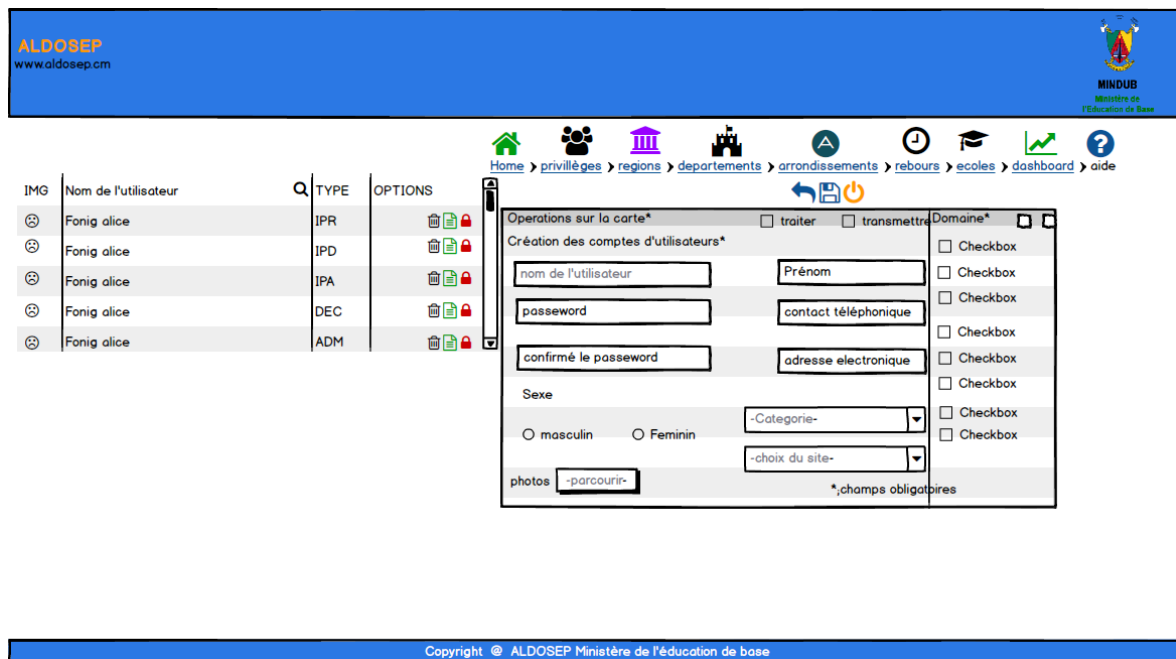 ALDOSEP
www.aldosep.cm
MINDUB
Ministère de
l'Education de Base
Home privillèges regions departements arrondissements rebours ecoles dashboard aide
IMG Nom de l'utilisateur TYPE OPTIONS
Fonig alice IPR
Fonig alice IPD
Fonig alice IPA
Fonig alice DEC
Fonig alice ADM
Operations sur la carte* traiter transmettre Domaine*
Création des comptes d'utilisateurs*
nom de l'utilisateur Prénom
passeword contact téléphonique
confirmé le passeword adresse electronique
Sexe
masculin Feminin
-Categorie-
-choix du site-
photos -parcourir-
*;champs obligatoires
Checkbox
Checkbox
Checkbox
Checkbox
Checkbox
Checkbox
Checkbox
Checkbox
Copyright @ ALDOSEP Ministère de l'éducation de base